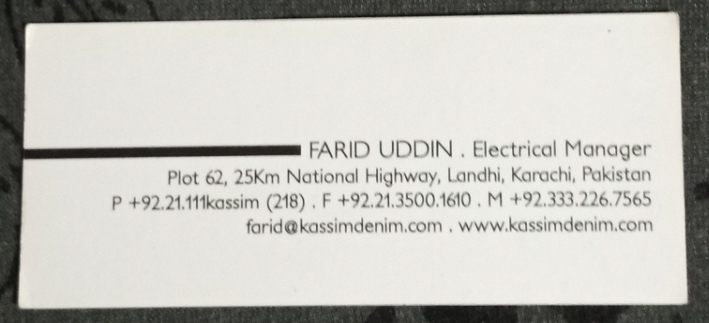 FARID UDDIN . Electrical Manager
Plot 62, 25Km National Highway, Landhi, Karachi, Pakistan
P +92.21.111kassim (218) . F +92.21.3500.1610 . M +92.333.226.7565
farid@kassimdenim.com . www.kassimdenim.com